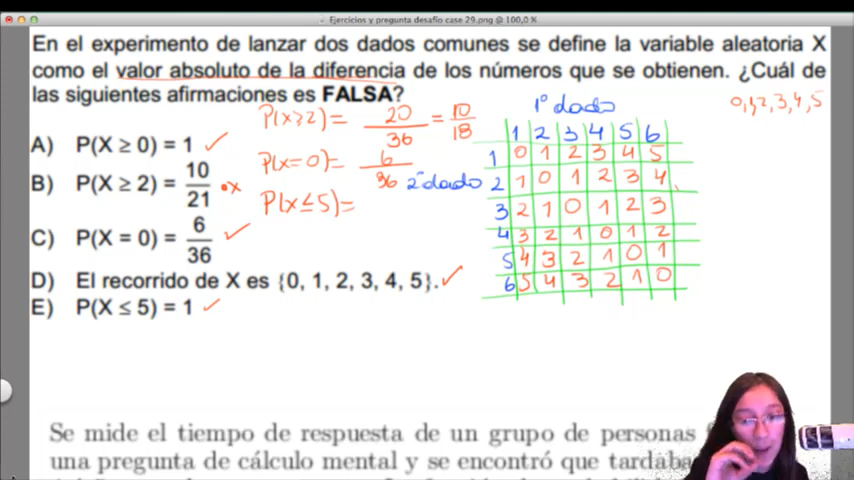 Ejercicios y pregunta desafío case 29.png @ 100,0 %
En el experimento de lanzar dos dados comunes se define la variable aleatoria X
como el valor absoluto de la diferencia de los números que se obtienen. ¿Cuál de
las siguientes afirmaciones es FALSA?
0,1,2,3,4,5
A) P(X ≥ 0) = 1 ✓
B) P(X ≥ 2) = 10/21 • x
C) P(X = 0) = 6/36 ✓
D) El recorrido de X es {0, 1, 2, 3, 4, 5}. ✓
E) P(X ≤ 5) = 1 ✓
P(x≥2) = 20/36 = 10/18
P(x=0) = 6/36
P(x≤5) =
1º dado
2º dado
1 2 3 4 5 6
1 0 1 2 3 4 5
2 1 0 1 2 3 4
3 2 1 0 1 2 3
4 3 2 1 0 1 2
5 4 3 2 1 0 1
6 5 4 3 2 1 0
Se mide el tiempo de respuesta de un grupo de personas
una pregunta de cálculo mental y se encontró que